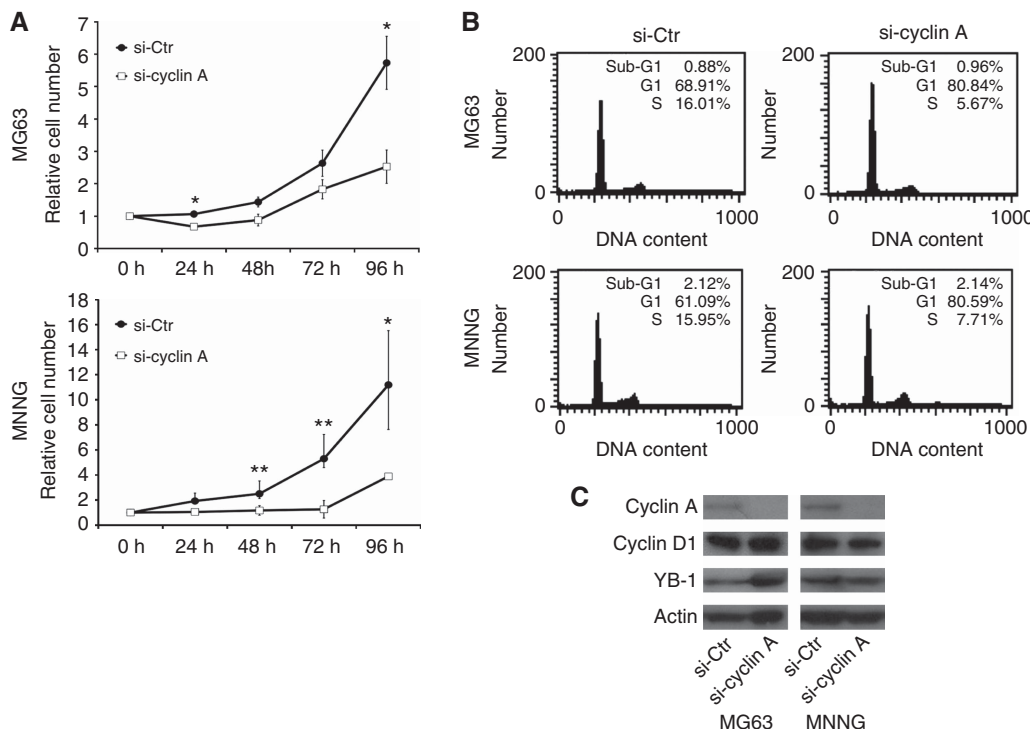 A
MG63
Relative cell number
7
6
5
4
3
2
1
0
si-Ctr
si-cyclin A
*
*
0 h 24 h 48h 72 h 96 h
MNNG
Relative cell number
18
16
14
12
10
8
6
4
2
0
si-Ctr
si-cyclin A
**
**
*
0 h 24 h 48 h 72 h 96 h
B
si-Ctr si-cyclin A
MG63
Number
200
0
Sub-G1 0.88%
G1 68.91%
S 16.01%
0 1000
DNA content
Number
200
0
Sub-G1 0.96%
G1 80.84%
S 5.67%
0 1000
DNA content
MNNG
Number
200
0
Sub-G1 2.12%
G1 61.09%
S 15.95%
0 1000
DNA content
Number
200
0
Sub-G1 2.14%
G1 80.59%
S 7.71%
0 1000
DNA content
C
Cyclin A
Cyclin D1
YB-1
Actin
si-Ctr si-cyclin A si-Ctr si-cyclin A
MG63 MNNG